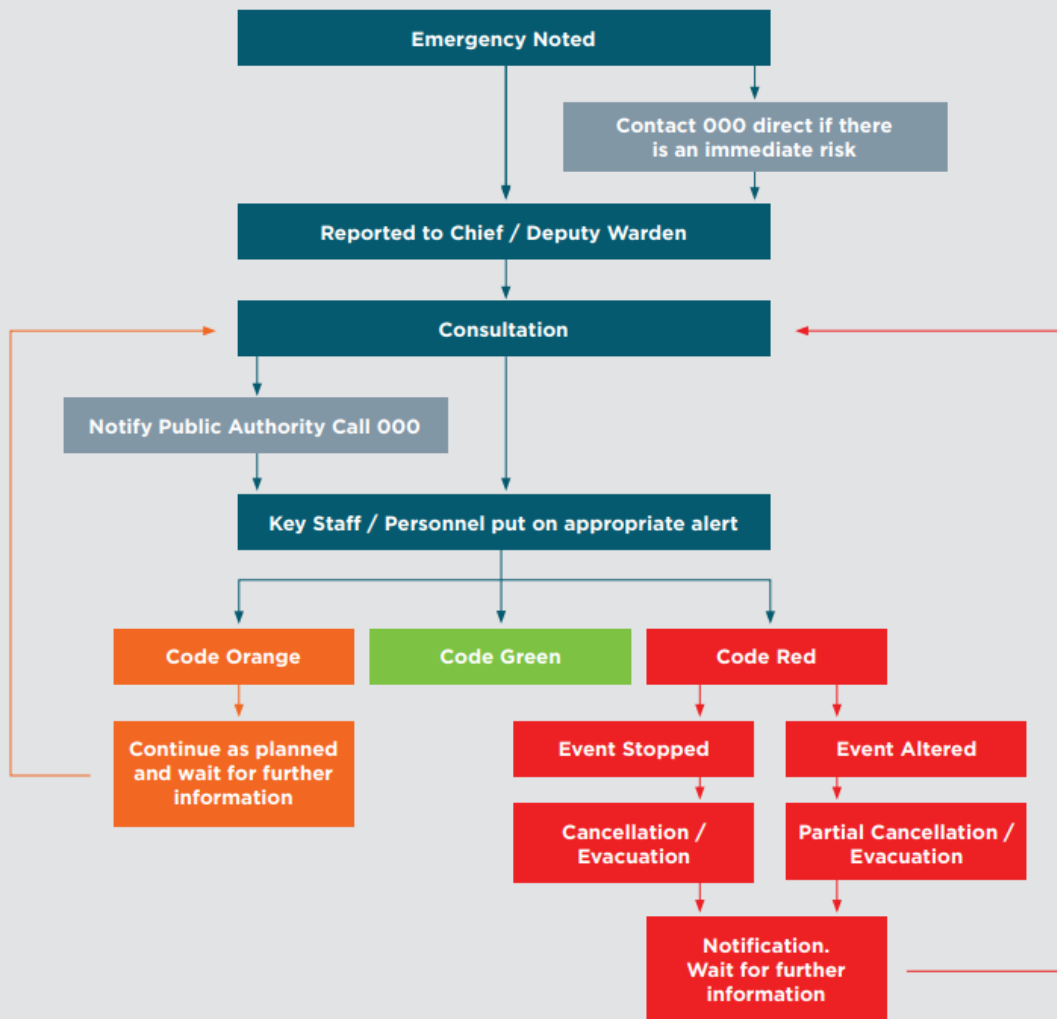 Emergency Noted
Contact 000 direct if there
is an immediate risk
Reported to Chief / Deputy Warden
Consultation
Notify Public Authority Call 000
Key Staff / Personnel put on appropriate alert
Code Orange
Code Green
Code Red
Continue as planned
and wait for further
information
Event Stopped
Event Altered
Cancellation /
Evacuation
Partial Cancellation /
Evacuation
Notification.
Wait for further
information